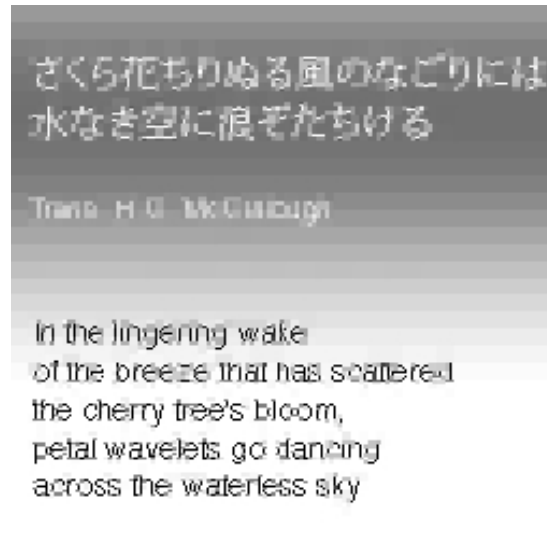 さくら花ちりぬる風のなごりには
水なき空に浪ぞたちける
Trans. H. C. McCullough
In the lingering wake
of the breeze that has scattered
the cherry tree's bloom,
petal wavelets go dancing
across the waterless sky